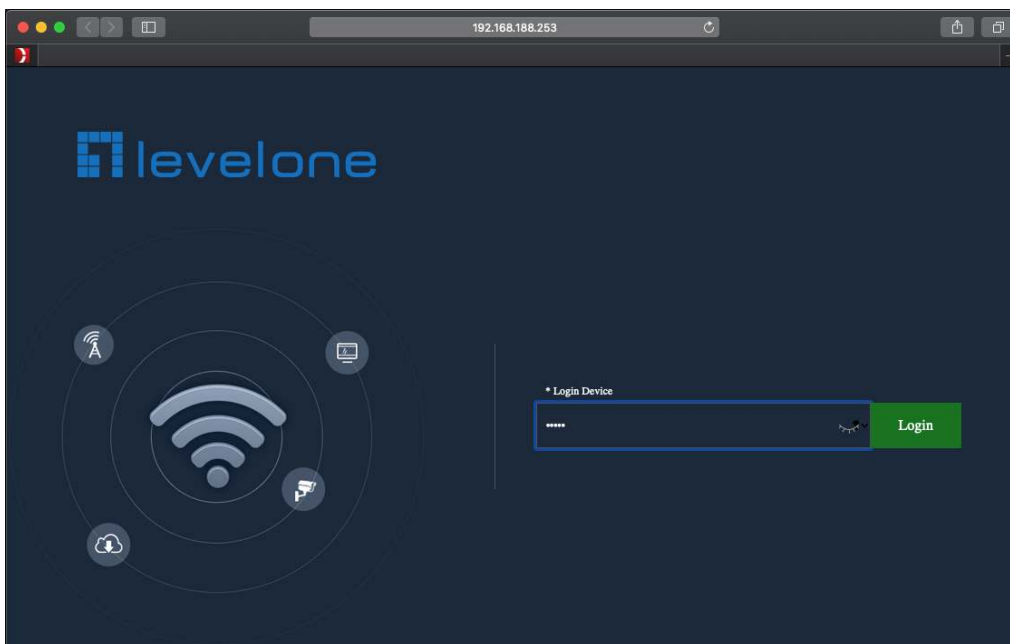 192.168.188.253
levelone
* Login Device
•••••
Login